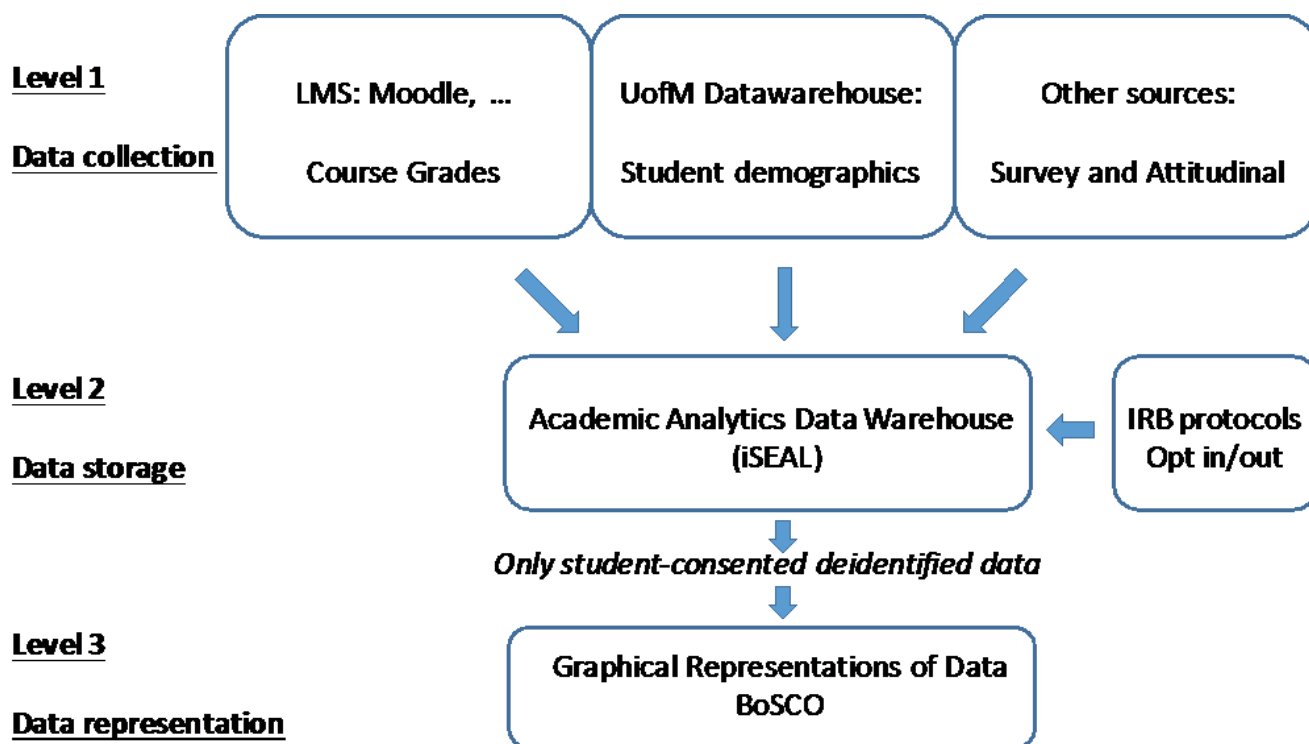 Level 1
Data collection
LMS: Moodle, ...
Course Grades
UofM Datawarehouse:
Student demographics
Other sources:
Survey and Attitudinal
Level 2
Data storage
Academic Analytics Data Warehouse
(iSEAL)
IRB protocols
Opt in/out
Only student-consented deidentified data
Level 3
Data representation
Graphical Representations of Data
BoSCO